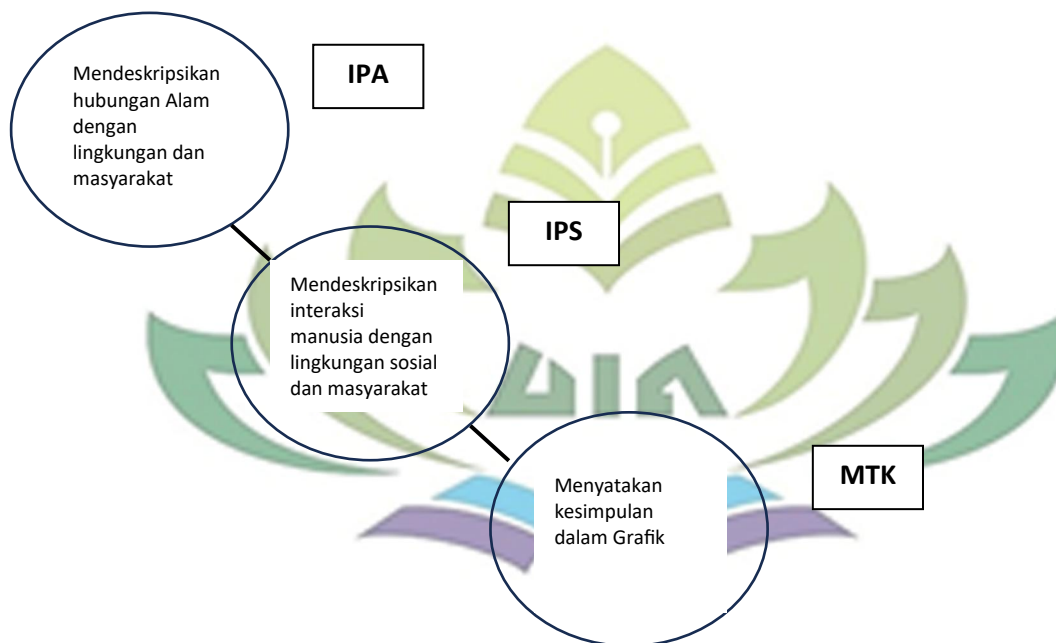 Mendeskripsikan
hubungan Alam
dengan
lingkungan dan
masyarakat
IPA
IPS
Mendeskripsikan
interaksi
manusia dengan
lingkungan sosial
dan masyarakat
MTK
Menyatakan
kesimpulan
dalam Grafik